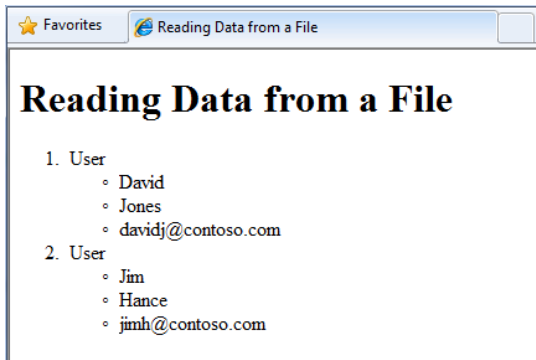 Favorites
Reading Data from a File
Reading Data from a File
1. User
David
Jones
davidj@contoso.com
2. User
Jim
Hance
jimh@contoso.com